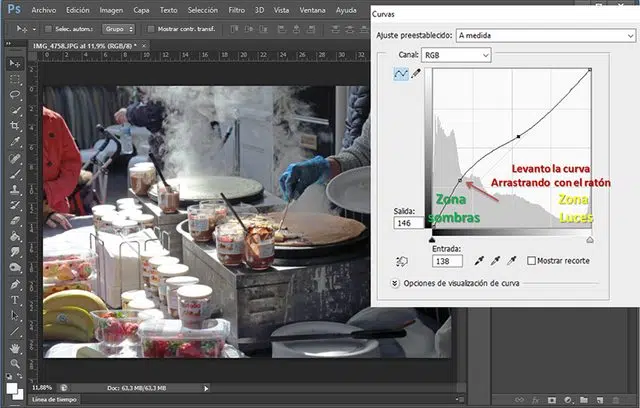 Ps Archivo Edición Imagen Capa Texto Selección Filtro 3D Vista Ventana Ayuda
Selec. autom.: Grupo Mostrar contr. transf.
IMG_4758.JPG al 11,9% (RGB/8) * ×
Curvas
Ajuste preestablecido: A medida
Canal: RGB
Levanto la curva
Arrastrando con el ratón
Zona
sombras
Zona
Luces
Salida:
146
Entrada:
138
Mostrar recorte
Opciones de visualización de curva
11,88% Doc: 63,3 MB/63,3 MB
Línea de tiempo